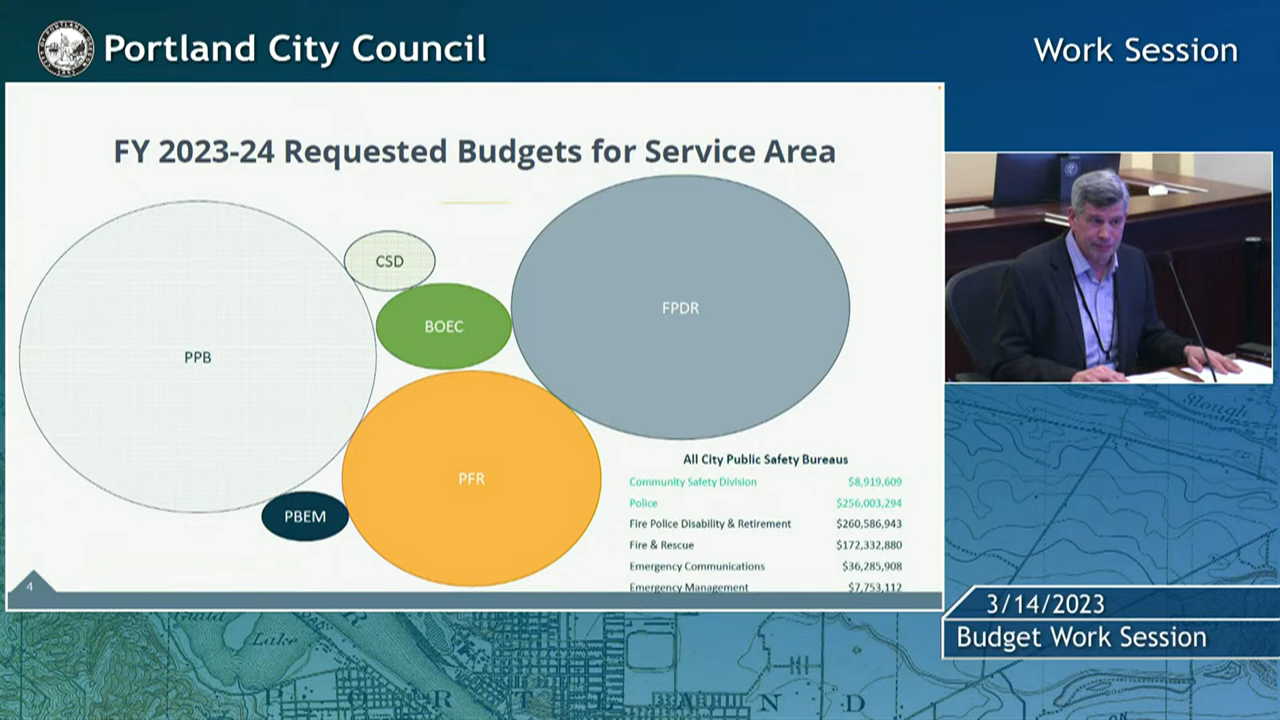 Portland City Council
Work Session
FY 2023-24 Requested Budgets for Service Area
CSD
BOEC
FPDR
PPB
PFR
PBEM
All City Public Safety Bureaus
Community Safety Division $8,919,609
Police $256,003,294
Fire Police Disability & Retirement $260,586,943
Fire & Rescue $172,332,880
Emergency Communications $36,285,908
Emergency Management $7,753,112
4
3/14/2023
Budget Work Session
Slough
Guild
Lake
R T A N D